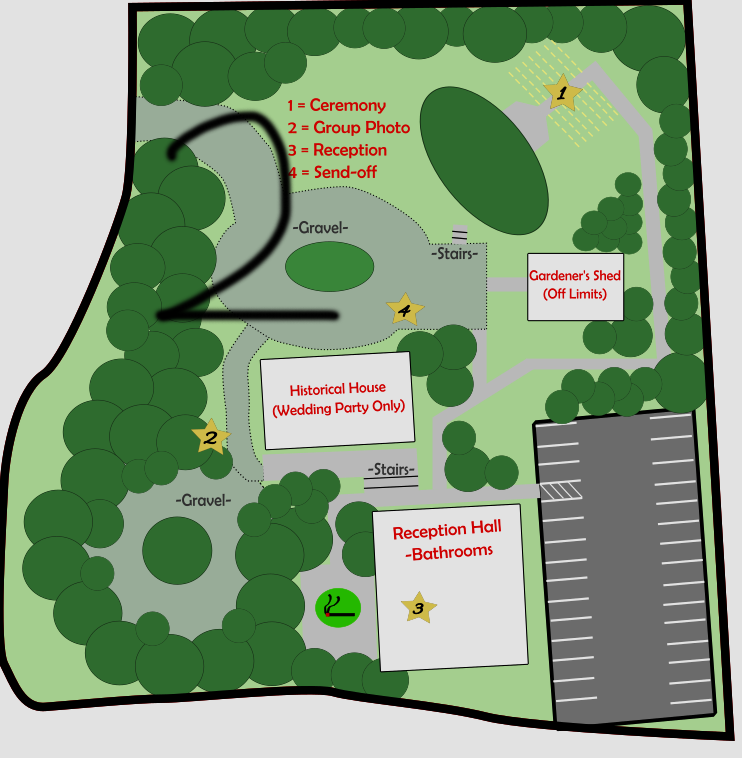 1
1 = Ceremony
2 = Group Photo
3 = Reception
4 = Send-off
2
-Gravel-
-Stairs-
Gardener's Shed
(Off Limits)
4
Historical House
(Wedding Party Only)
2
-Stairs-
-Gravel-
Reception Hall
-Bathrooms
3